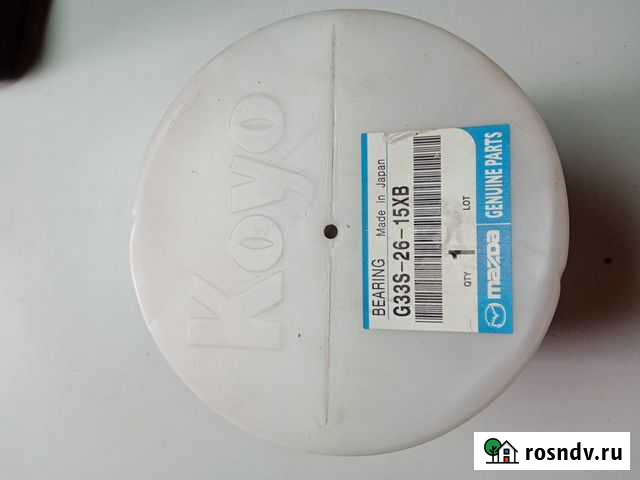 Koyo
BEARING Made in Japan
G33S-26-15XB
QTY 1 LOT
mazda GENUINE PARTS
rosndv.ru